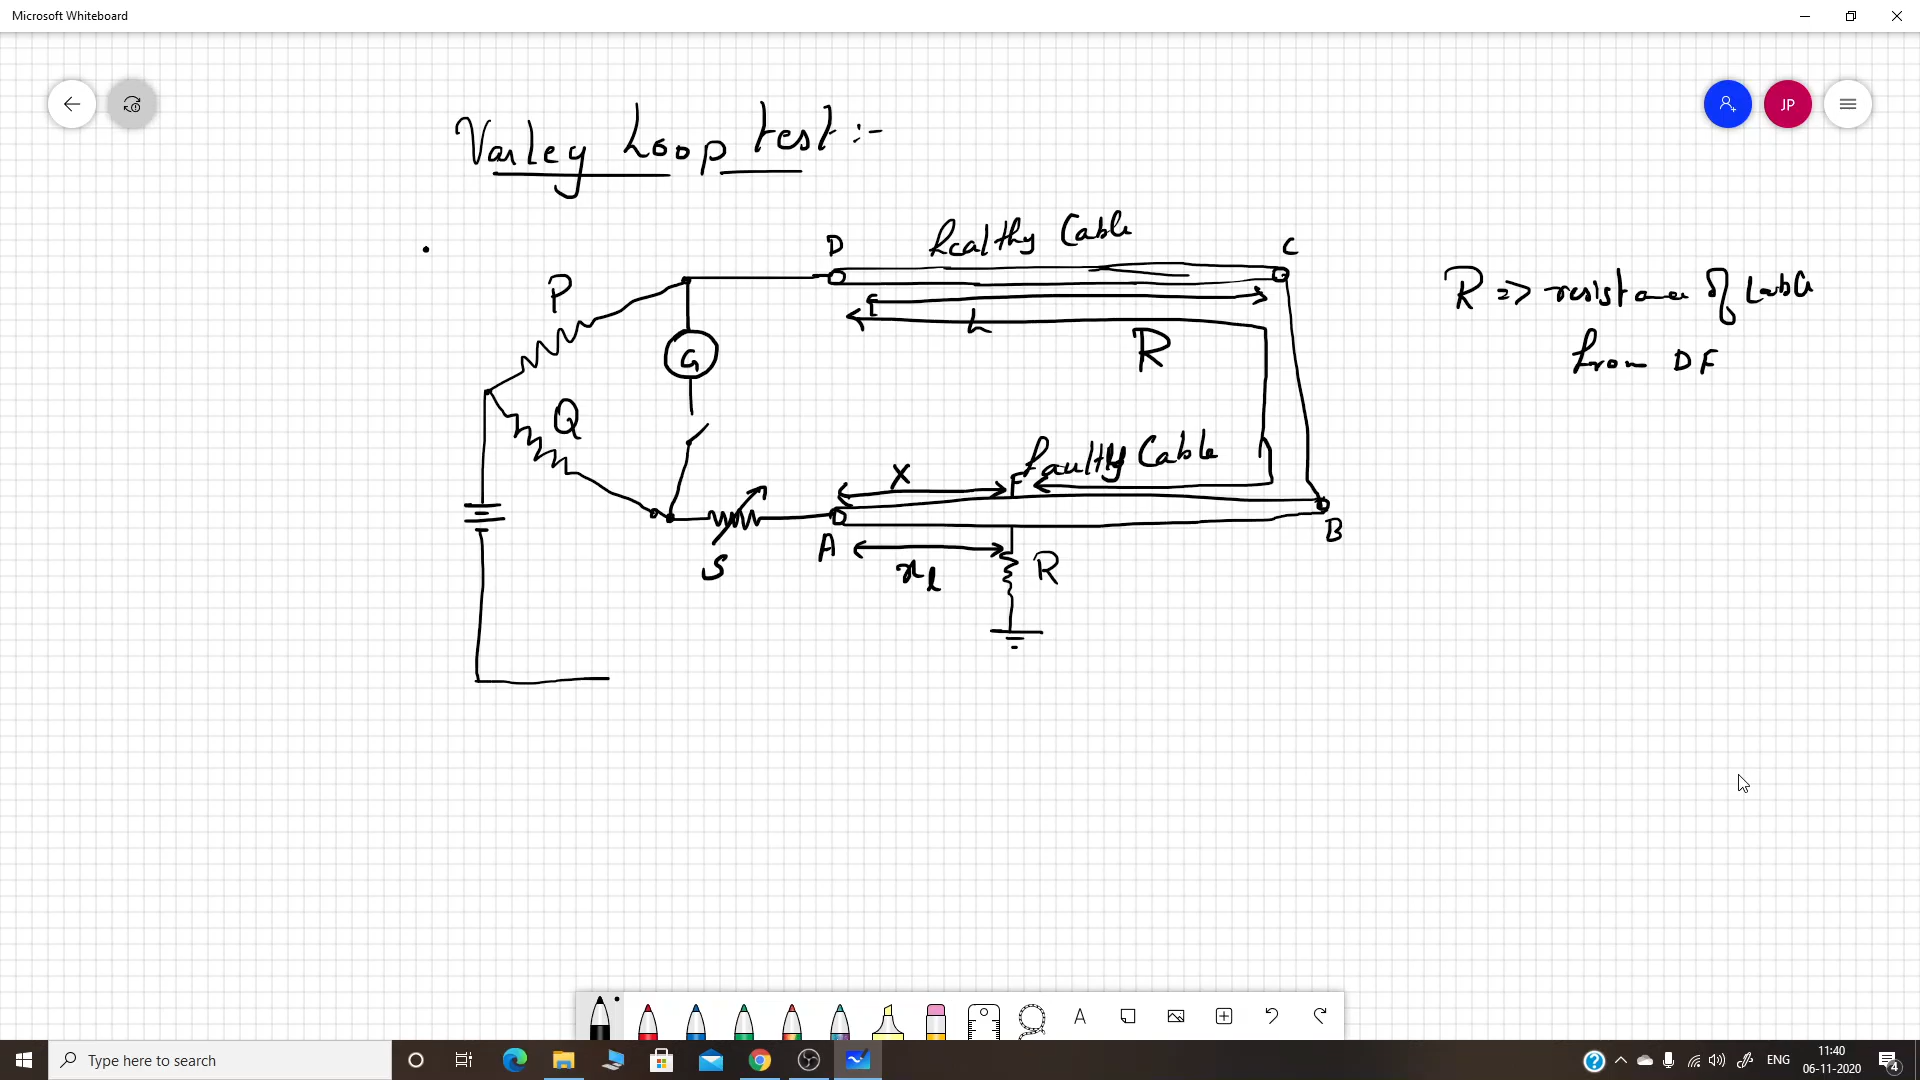 Microsoft Whiteboard
JP
Varley Loop test :-
D
Healthy Cable
C
P
L
R
R => resistance of Cable
from DF
G
Q
X
F
Faulty Cable
S
A
x
R
B
Type here to search
ENG
11:40
06-11-2020
4